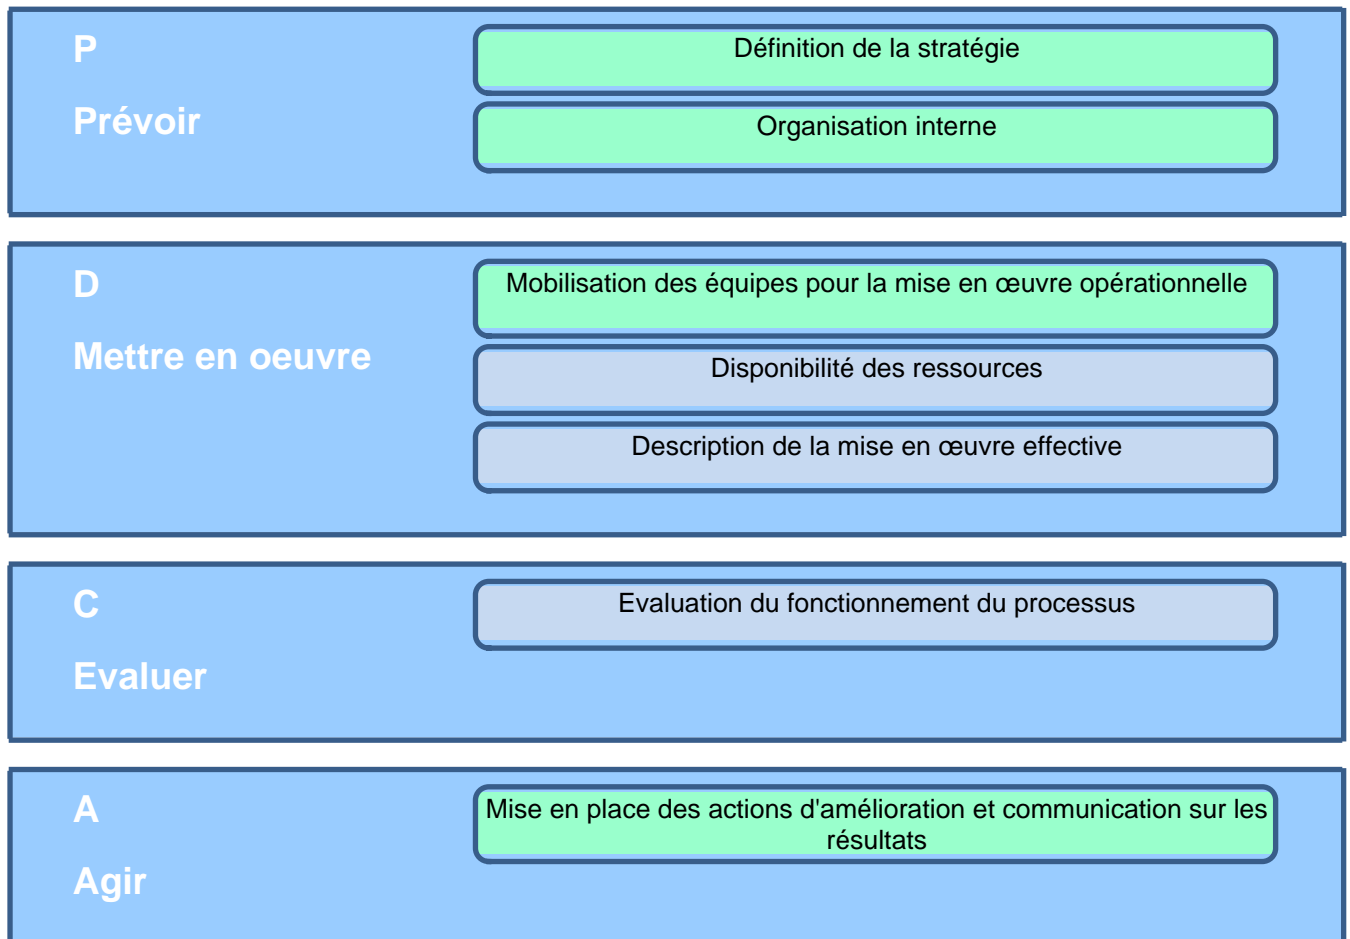 P
Prévoir
Définition de la stratégie
Organisation interne
D
Mettre en oeuvre
Mobilisation des équipes pour la mise en œuvre opérationnelle
Disponibilité des ressources
Description de la mise en œuvre effective
C
Evaluer
Evaluation du fonctionnement du processus
A
Agir
Mise en place des actions d'amélioration et communication sur les
résultats